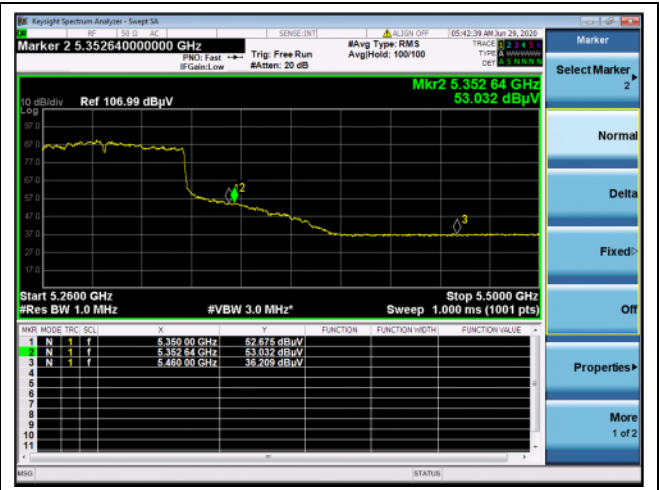 Keysight Spectrum Analyzer - Swept SA
RF 50 Ω AC SENSE:INT ALIGN OFF 05:42:39 AM Jun 29, 2020
Marker 2 5.352640000000 GHz
PNO: Fast
IFGain:Low
Trig: Free Run
#Atten: 20 dB
#Avg Type: RMS
Avg|Hold: 100/100
TRACE 1 2 3 4 5 6
TYPE A WWWWW
DET A S N N N N
Mkr2 5.352 64 GHz
53.032 dBµV
10 dB/div Ref 106.99 dBµV
Log
97.0
87.0
77.0
67.0
57.0
47.0
37.0
27.0
17.0
2
3
Start 5.2600 GHz Stop 5.5000 GHz
#Res BW 1.0 MHz #VBW 3.0 MHz* Sweep 1.000 ms (1001 pts)
MKR MODE TRC SCL X Y FUNCTION FUNCTION WIDTH FUNCTION VALUE
1 N 1 f 5.350 00 GHz 52.675 dBµV
2 N 1 f 5.352 64 GHz 53.032 dBµV
3 N 1 f 5.460 00 GHz 36.209 dBµV
4
5
6
7
8
9
10
11
MSG STATUS
Marker
Select Marker
2
Normal
Delta
Fixed
Off
Properties
More
1 of 2